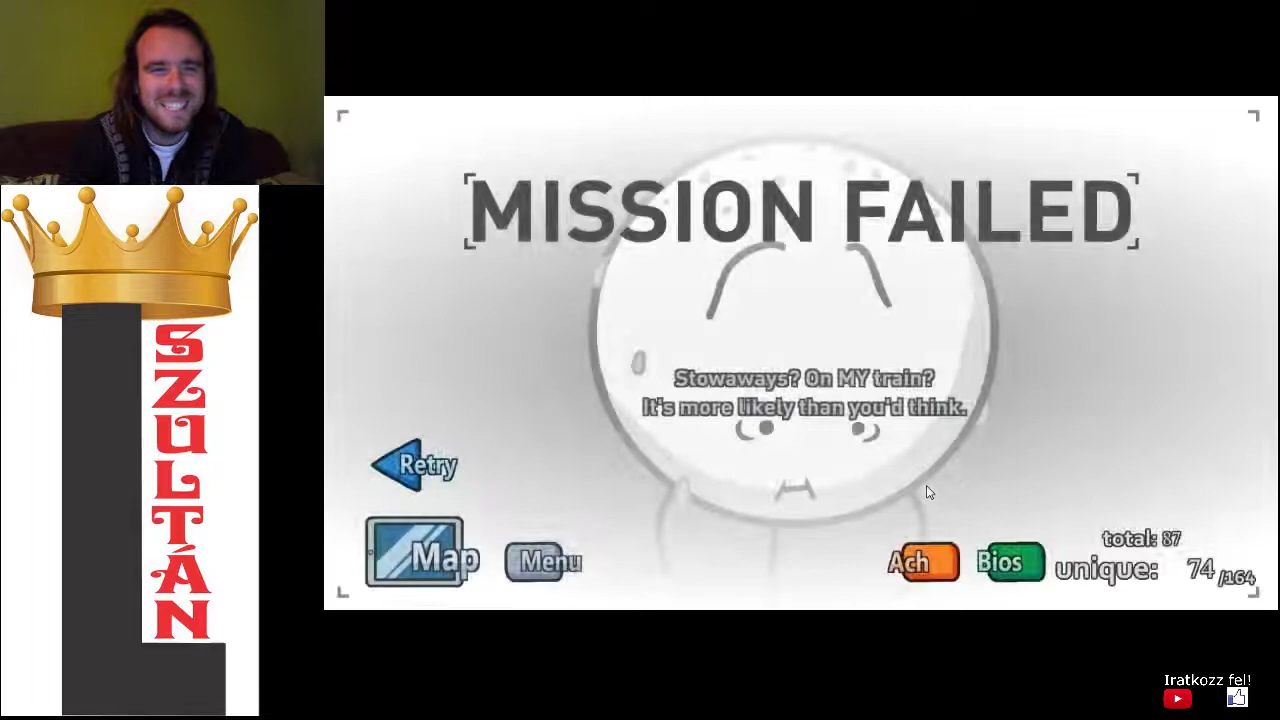 L
SZULTÁN
MISSION FAILED
Stowaways? On MY train?
It's more likely than you'd think.
Retry
Map
Menu
Ach
Bios
total: 87
unique: 74 /164
Iratkozz fel!